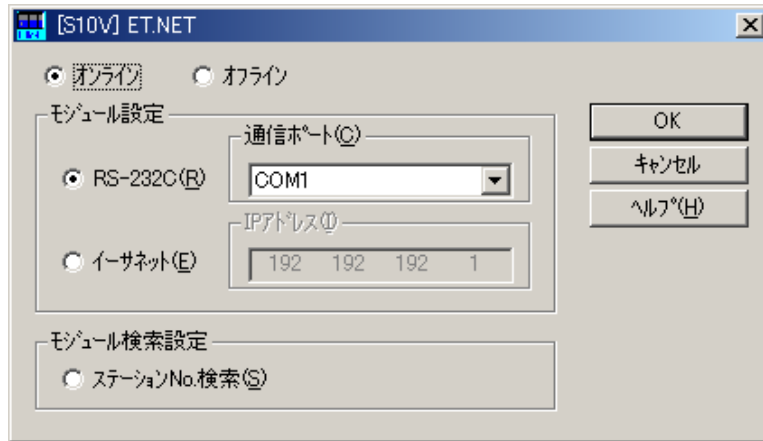 [S10V] ET.NET
オンライン
オフライン
モジュール設定
RS-232C(R)
通信ポート(C)
COM1
イーサネット(E)
IPアドレス(I)
192 192 192 1
モジュール検索設定
ステーションNo.検索(S)
OK
キャンセル
ヘルプ(H)